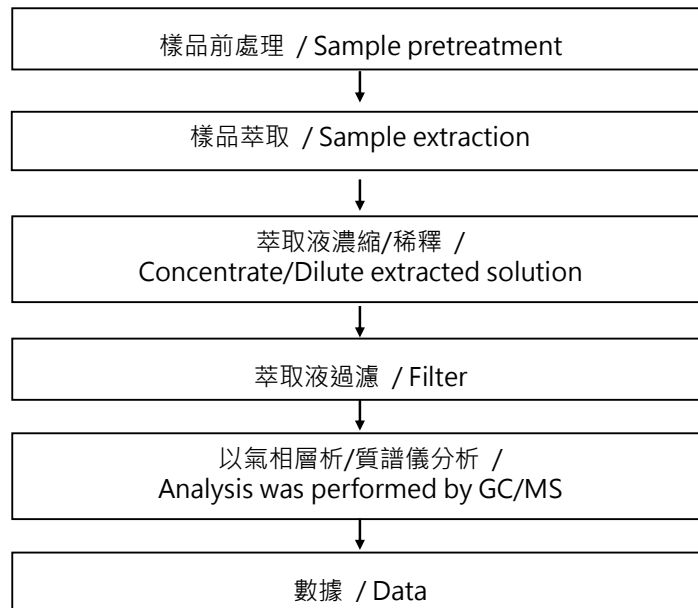 樣品前處理 / Sample pretreatment
樣品萃取 / Sample extraction
萃取液濃縮/稀釋 /
Concentrate/Dilute extracted solution
萃取液過濾 / Filter
以氣相層析/質譜儀分析 /
Analysis was performed by GC/MS
數據 / Data